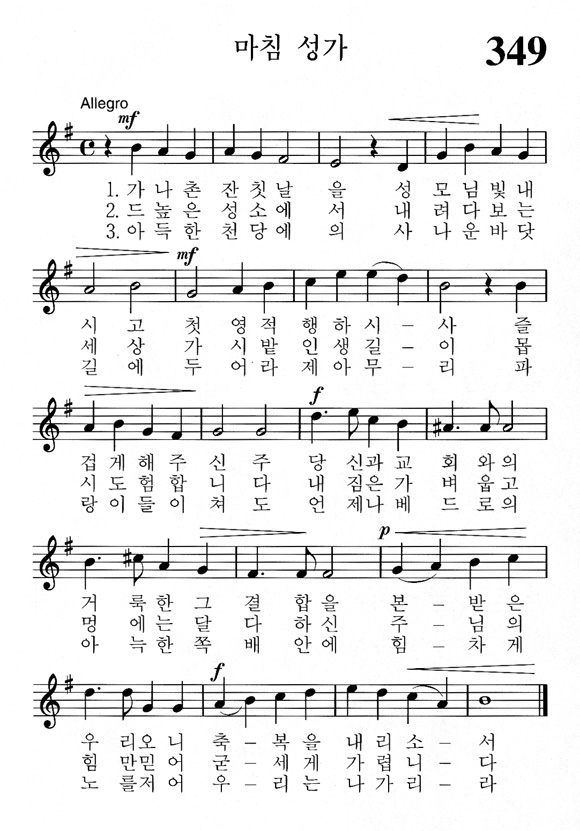 마침 성가 349
Allegro
mf
1. 가 나 촌 잔 칫 날 을 성 모 님 빛 내
2. 드 높 은 성 소 에 서 내 려 다 보 는
3. 아 득 한 천 당 에 의 사 나 운 바 닷
mf
시 고 첫 영 적 행 하 시 – 사 즐
세 상 가 시 밭 인 생 길 – 이 몹
길 에 두 어 라 제 아 무 – 리 파
f
겁 게 해 주 신 주 당 신 과 교 회 와 의
시 도 험 합 니 다 내 짐 은 가 벼 웁 고
랑 이 들 이 쳐 도 언 제 나 베 드 로 의
p
거 룩 한 그 결 합 을 본 – 받 은
멍 에 는 달 다 하 신 주 – 님 의
아 늑 한 쪽 배 안 에 힘 – 차 게
f
우 리 오 니 축 – 복 을 내 리 소 – 서
힘 만 믿 어 굳 – 세 게 가 럽 니 – 다
노 를 저 어 우 – 리 는 나 가 리 – 라